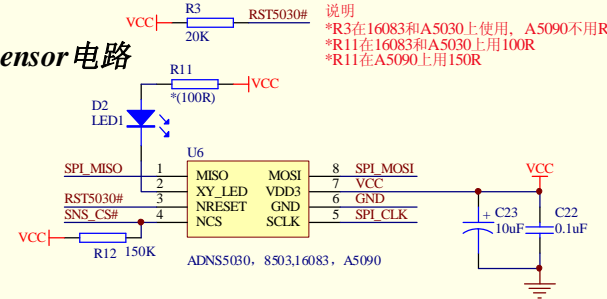 R3
说明
VCC
RST5030#
20K
*R3在16083和A5030上使用，A5090不用R
*R11在16083和A5030上用100R
*R11在A5090上用150R
ensor电路
R11
VCC
*(100R)
D2
LED1
U6
SPI_MISO 1 MISO MOSI 8 SPI_MOSI
2 XY_LED VDD3 7 VCC
RST5030# 3 NRESET GND 6 GND
SNS_CS# 4 NCS SCLK 5 SPI_CLK
VCC
VCC
R12 150K
+ C23
10uF
C22
0.1uF
ADNS5030，8503,16083，A5090